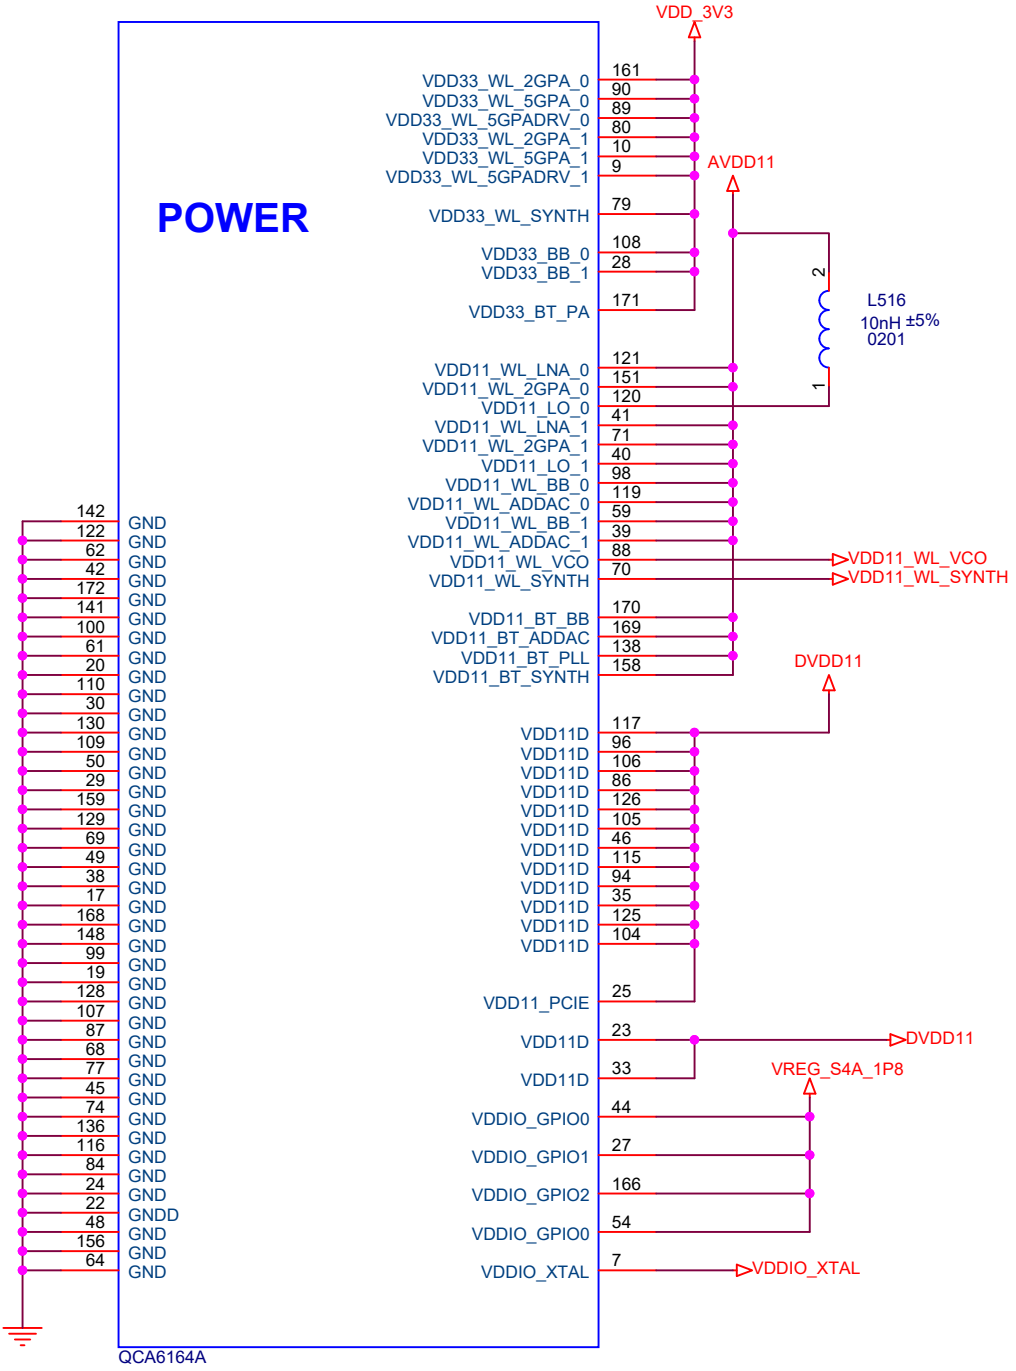 VDD_3V3
161 VDD33_WL_2GPA_0
90 VDD33_WL_5GPA_0
89 VDD33_WL_5GPADRV_0
80 VDD33_WL_2GPA_1
10 VDD33_WL_5GPA_1
9 VDD33_WL_5GPADRV_1
AVDD11
POWER
VDD33_WL_SYNTH 79
VDD33_BB_0 108
VDD33_BB_1 28
2
L516
10nH ±5%
0201
1
VDD33_BT_PA 171
VDD11_WL_LNA_0 121
VDD11_WL_2GPA_0 151
VDD11_LO_0 120
VDD11_WL_LNA_1 41
VDD11_WL_2GPA_1 71
VDD11_LO_1 40
VDD11_WL_BB_0 98
VDD11_WL_ADDAC_0 119
VDD11_WL_BB_1 59
VDD11_WL_ADDAC_1 39
VDD11_WL_VCO 88 VDD11_WL_VCO
VDD11_WL_SYNTH 70 VDD11_WL_SYNTH
VDD11_BT_BB 170
VDD11_BT_ADDAC 169
VDD11_BT_PLL 138
VDD11_BT_SYNTH 158
DVDD11
VDD11D 117
VDD11D 96
VDD11D 106
VDD11D 86
VDD11D 126
VDD11D 105
VDD11D 46
VDD11D 115
VDD11D 94
VDD11D 35
VDD11D 125
VDD11D 104
VDD11_PCIE 25
VDD11D 23 DVDD11
VDD11D 33
VREG_S4A_1P8
VDDIO_GPIO0 44
VDDIO_GPIO1 27
VDDIO_GPIO2 166
VDDIO_GPIO0 54
VDDIO_XTAL 7 VDDIO_XTAL
142 GND
122 GND
62 GND
42 GND
172 GND
141 GND
100 GND
61 GND
20 GND
110 GND
30 GND
130 GND
109 GND
50 GND
29 GND
159 GND
129 GND
69 GND
49 GND
38 GND
17 GND
168 GND
148 GND
99 GND
19 GND
128 GND
107 GND
87 GND
68 GND
77 GND
45 GND
74 GND
136 GND
116 GND
84 GND
24 GND
22 GNDD
48 GND
156 GND
64 GND
QCA6164A